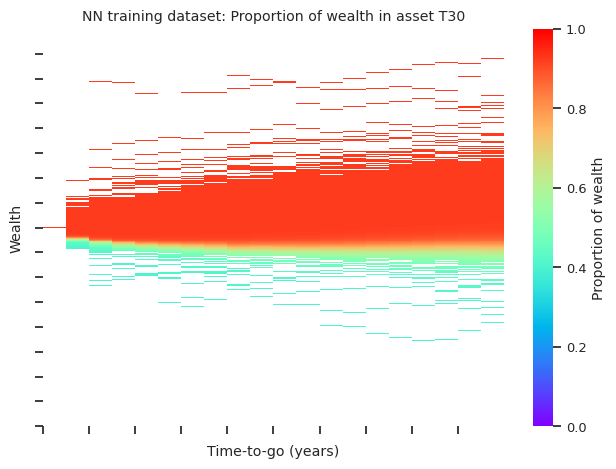 NN training dataset: Proportion of wealth in asset T30
Wealth
Time-to-go (years)
1.0
0.8
0.6
0.4
0.2
0.0
Proportion of wealth